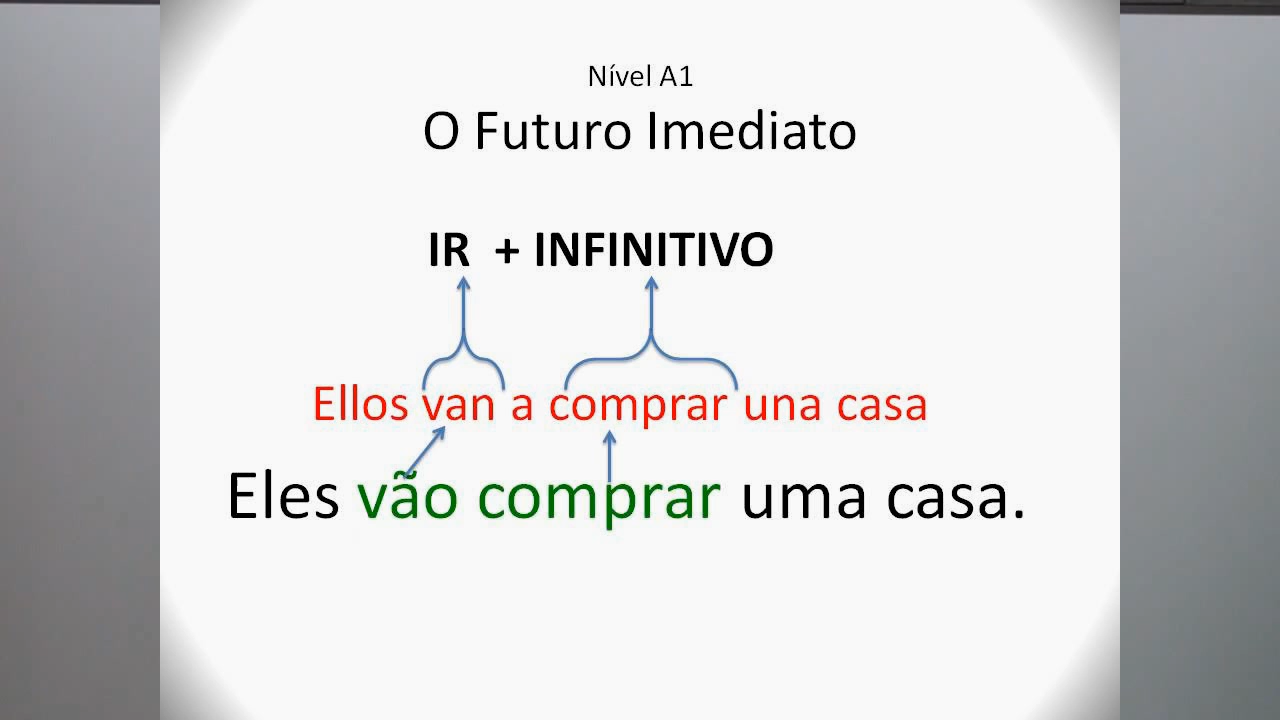 Nível A1
O Futuro Imediato
IR + INFINITIVO
Ellos van a comprar una casa
Eles vão comprar uma casa.